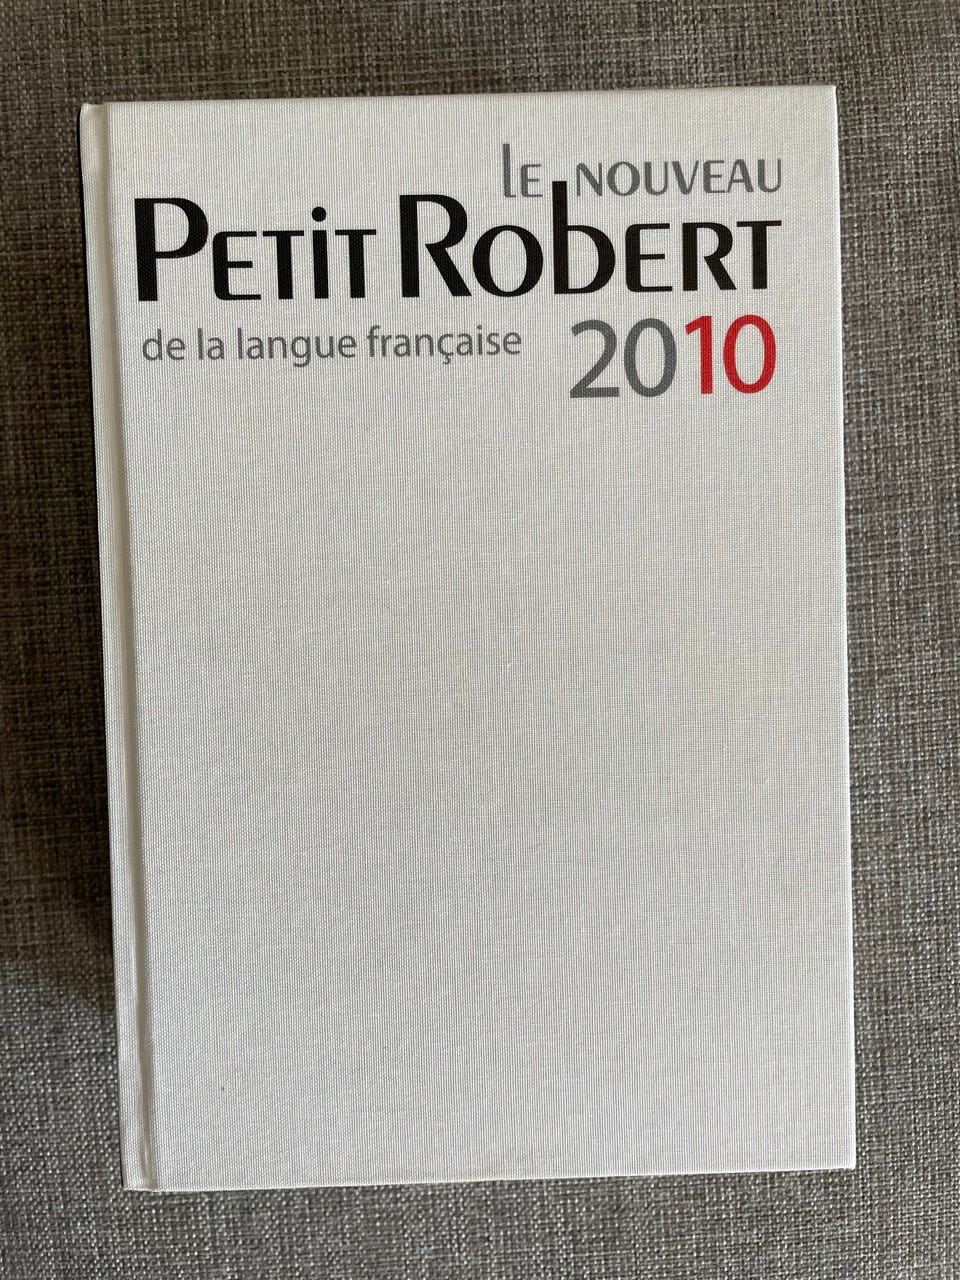 LE NOUVEAU
PETiT RobERT
de la langue française
2010